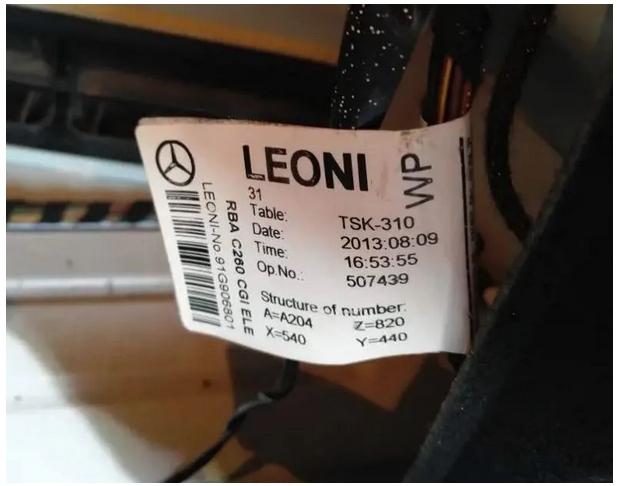 LEONI
WP
31
Table: TSK-310
Date: 2013:08:09
Time: 16:53:55
Op.No.: 507439
Structure of number:
A=A204 Z=820
X=540 Y=440
RBA C260 CGI ELE
LEONI-No.91G906801